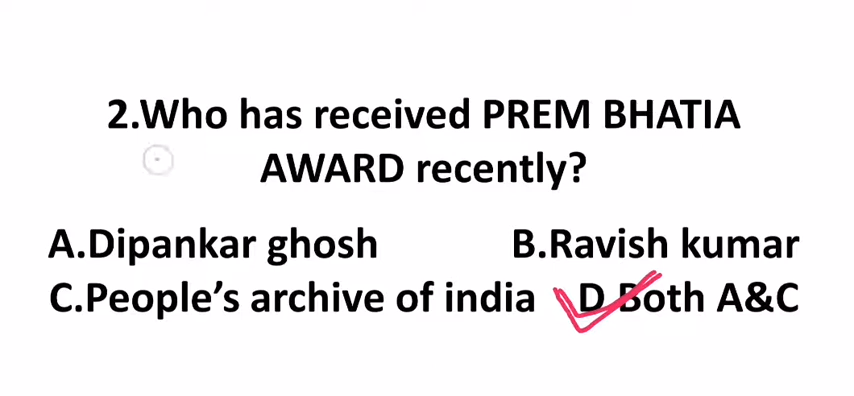 2.Who has received PREM BHATIA
AWARD recently?
A.Dipankar ghosh B.Ravish kumar
C.People's archive of india D.Both A&C